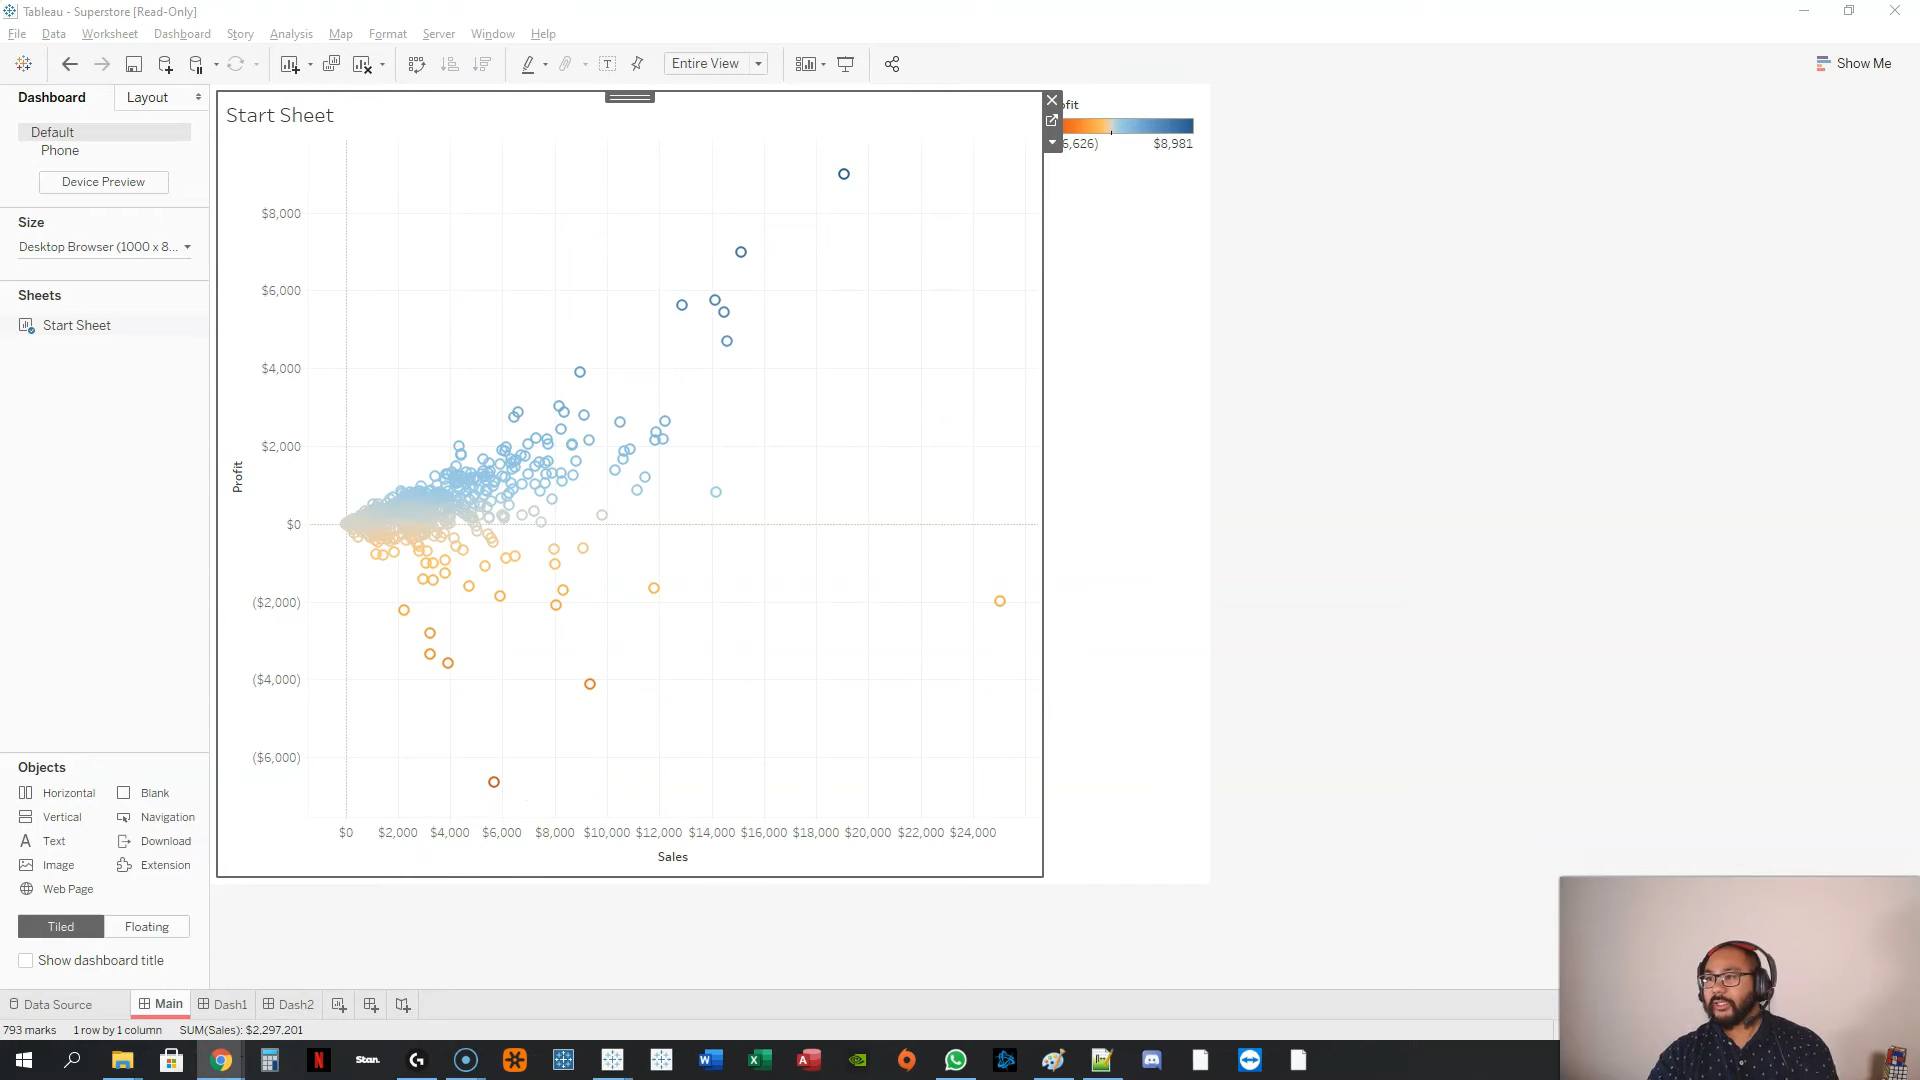 Tableau - Superstore [Read-Only]
File Data Worksheet Dashboard Story Analysis Map Format Server Window Help
Entire View
Show Me
Dashboard
Layout
Default
Phone
Device Preview
Size
Desktop Browser (1000 x 8...
Sheets
Start Sheet
Objects
Horizontal
Blank
Vertical
Navigation
Text
Download
Image
Extension
Web Page
Tiled
Floating
Show dashboard title
Start Sheet
Profit
$8,000
$6,000
$4,000
$2,000
$0
($2,000)
($4,000)
($6,000)
$0 $2,000 $4,000 $6,000 $8,000 $10,000 $12,000 $14,000 $16,000 $18,000 $20,000 $22,000 $24,000
Sales
ofit
6,626)
$8,981
Data Source
Main
Dash1
Dash2
793 marks
1 row by 1 column
SUM(Sales): $2,297,201
N
Stan.
G
W
X
A